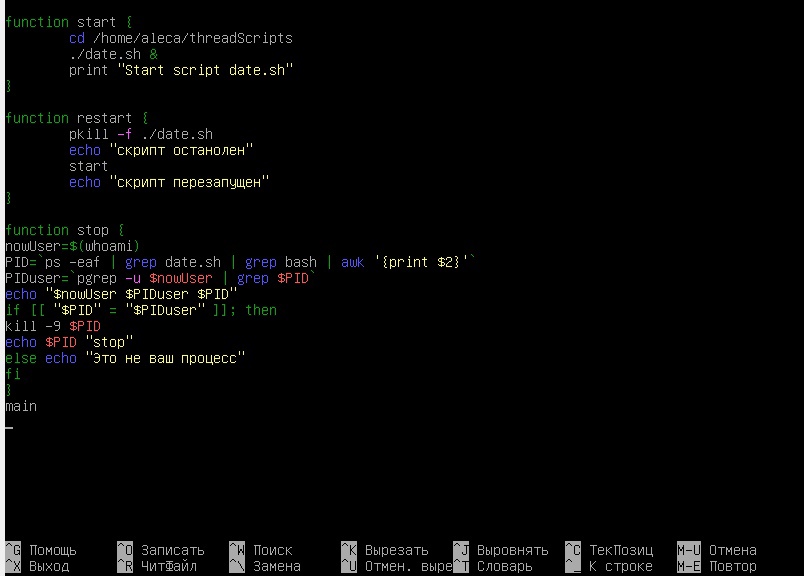 function start {
cd /home/aleca/threadScripts
./date.sh &
print "Start script date.sh"
}
function restart {
pkill -f ./date.sh
echo "скрипт останолен"
start
echo "скрипт перезапущен"
}
function stop {
nowUser=$(whoami)
PID=`ps -eaf | grep date.sh | grep bash | awk '{print $2}'`
PIDuser=`pgrep -u $nowUser | grep $PID`
echo "$nowUser $PIDuser $PID"
if [[ "$PID" = "$PIDuser" ]]; then
kill -9 $PID
echo $PID "stop"
else echo "Это не ваш процесс"
fi
}
main
^G Помощь ^O Записать ^W Поиск ^K Вырезать ^J Выровнять ^C ТекПозиц M-U Отмена
^X Выход ^R ЧитФайл ^\ Замена ^U Отмен. выре ^T Словарь ^_ К строке M-E Повтор